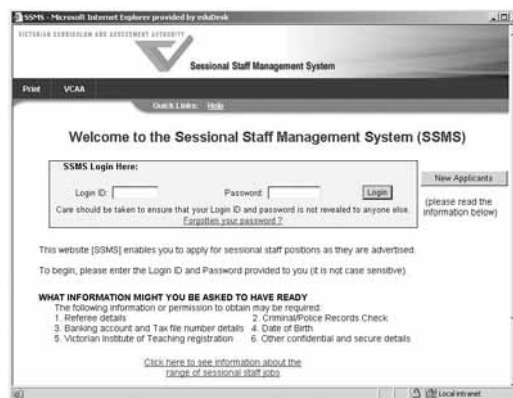 SSMS - Microsoft Internet Explorer provided by eduDesk
VICTORIAN CURRICULUM AND ASSESSMENT AUTHORITY
Sessional Staff Management System
Print VCAA
Quick Links: Help
Welcome to the Sessional Staff Management System (SSMS)
SSMS Login Here:
Login ID: Password: Login
Care should be taken to ensure that your Login ID and password is not revealed to anyone else.
Forgotten your password ?
New Applicants
(please read the
information below)
This website [SSMS] enables you to apply for sessional staff positions as they are advertised.
To begin, please enter the Login ID and Password provided to you (it is not case sensitive)
WHAT INFORMATION MIGHT YOU BE ASKED TO HAVE READY
The following information or permission to obtain may be required:
1. Referee details 2. Criminal/Police Records Check
3. Banking account and Tax file number details 4. Date of Birth
5. Victorian Institute of Teaching registration 6. Other confidential and secure details
Click here to see information about the
range of sessional staff jobs
Local intranet